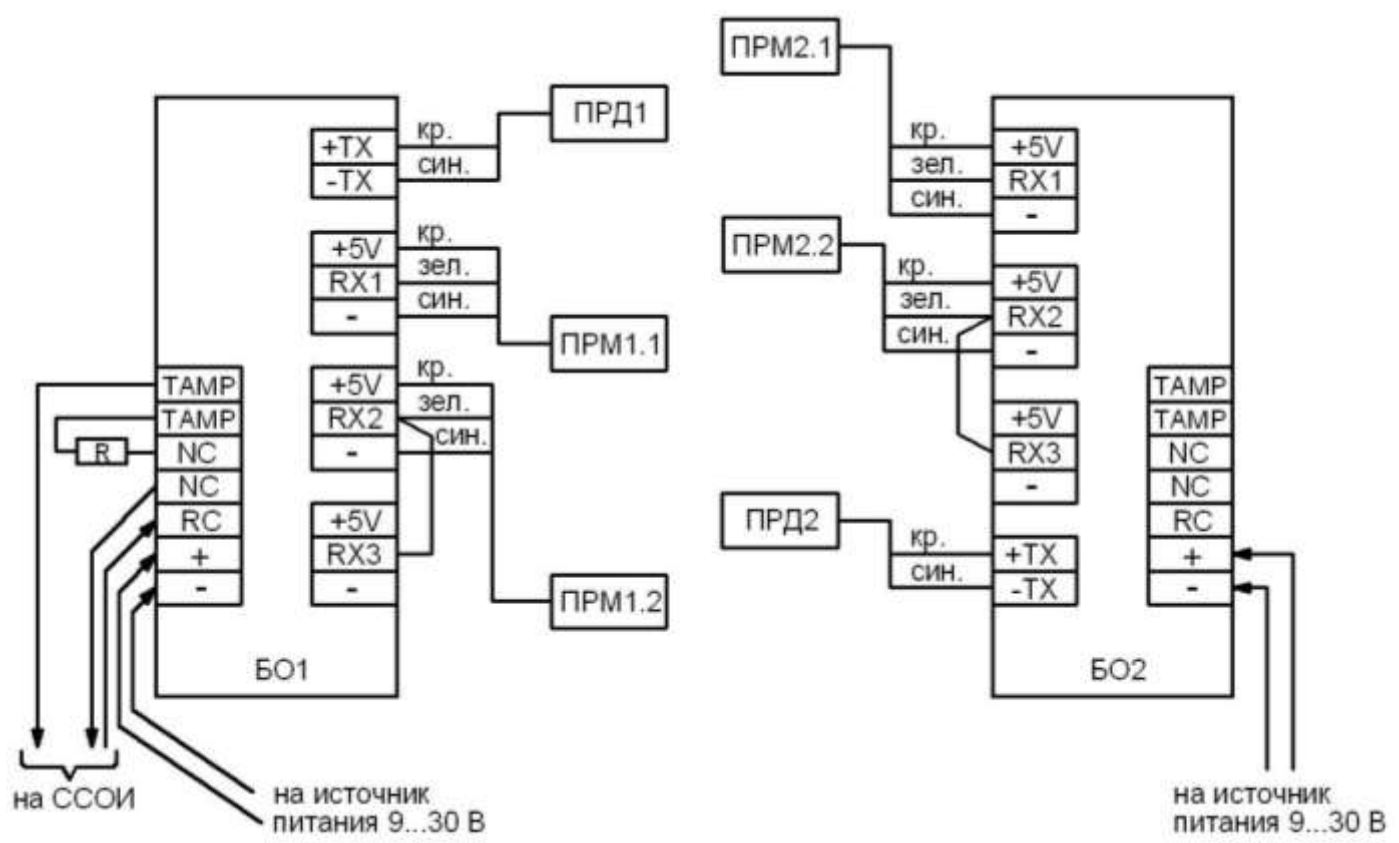 ПРД1
кр.
+TX
син.
-TX
кр.
+5V
зел.
RX1
син.
-
ПРМ1.1
кр.
+5V
зел.
RX2
син.
-
+5V
RX3
-
ПРМ1.2
TAMP
TAMP
R
NC
NC
RC
+
-
БО1
на ССОИ
на источник
питания 9...30 В
ПРМ2.1
кр.
+5V
зел.
RX1
син.
-
ПРМ2.2
кр.
+5V
зел.
RX2
син.
-
+5V
RX3
-
ПРД2
кр.
+TX
син.
-TX
TAMP
TAMP
NC
NC
RC
+
-
БО2
на источник
питания 9...30 В